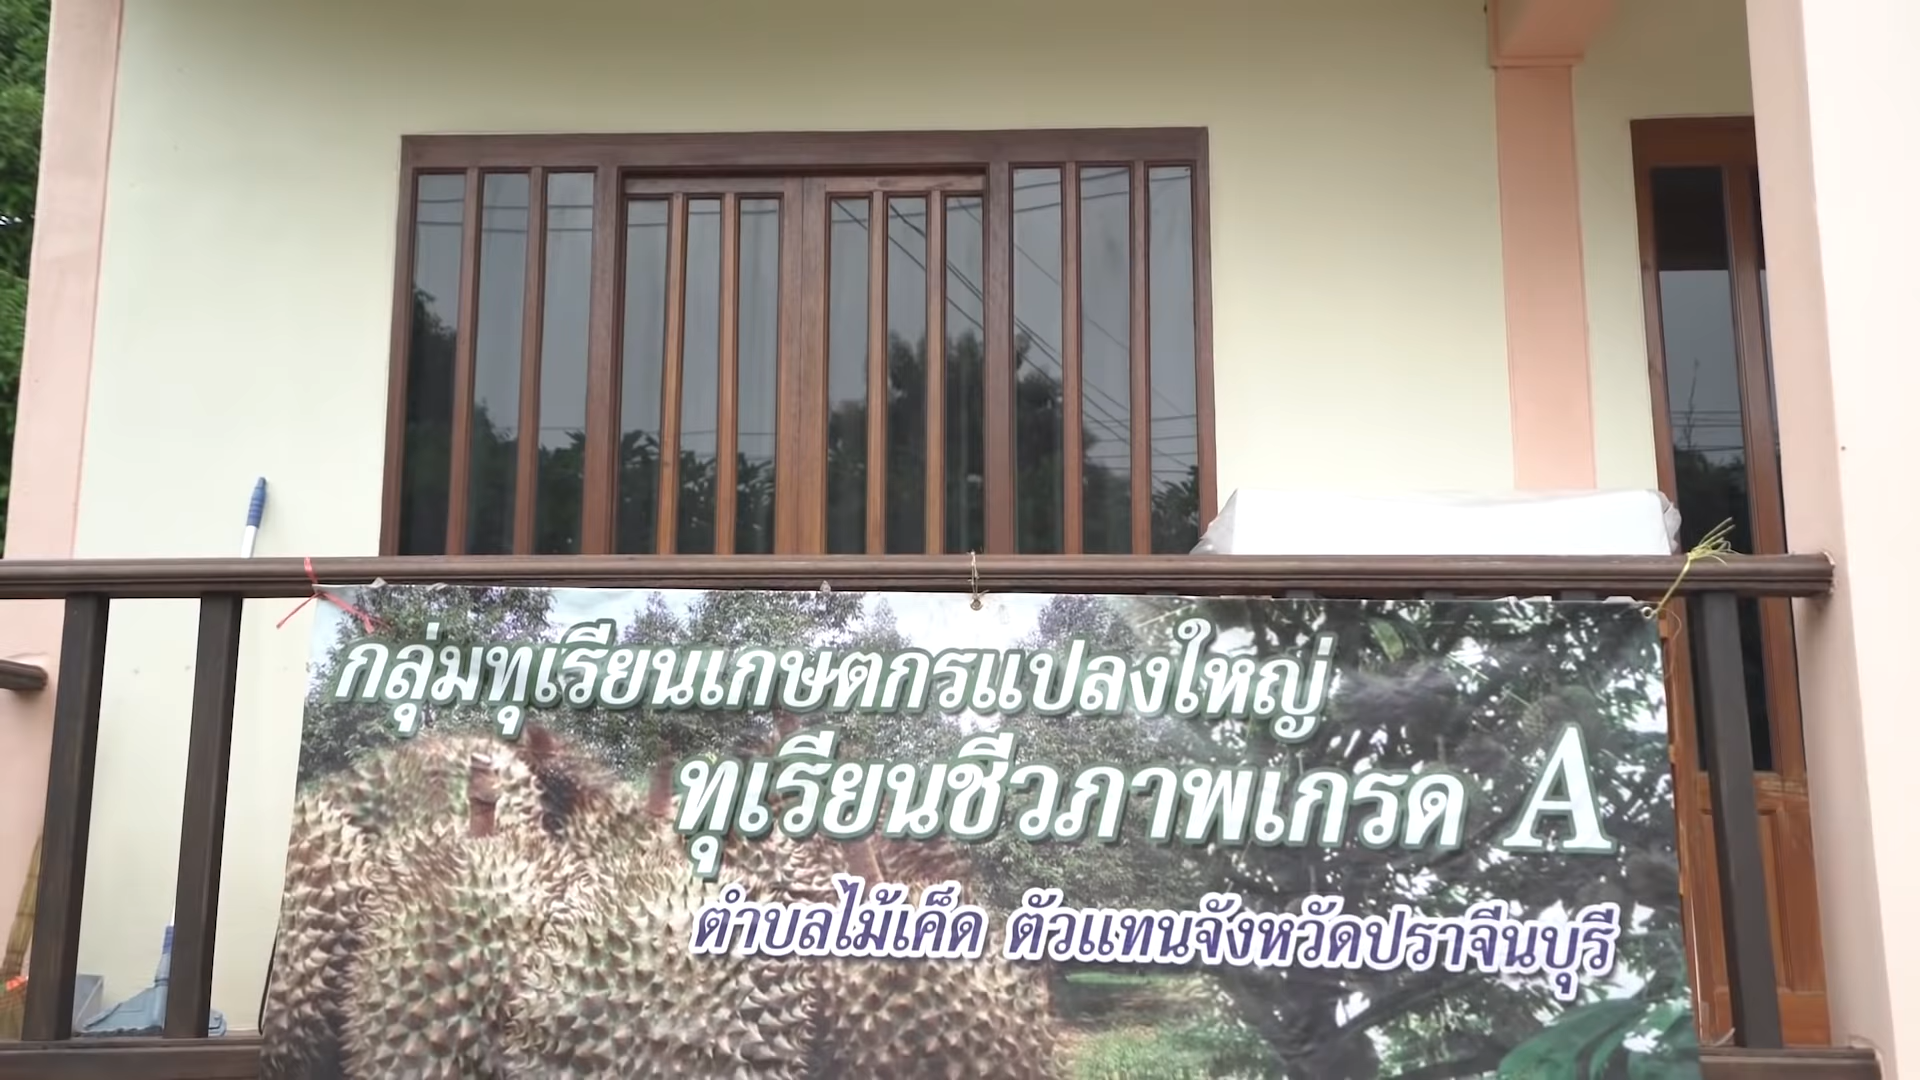 กลุ่มทุเรียนเกษตกรแปลงใหญ่
ทุเรียนชีวภาพเกรด A
ตำบลไม้เค็ด ตัวแทนจังหวัดปราจีนบุรี